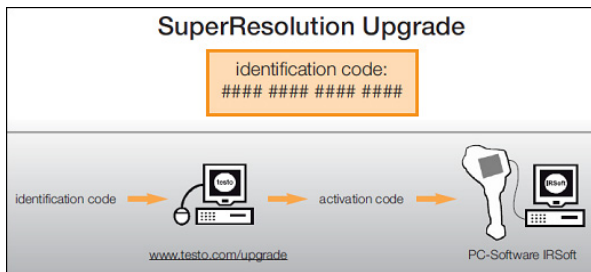 SuperResolution Upgrade
identification code:
#### #### #### ####
identification code
testo
activation code
IRSoft
www.testo.com/upgrade
PC-Software IRSoft